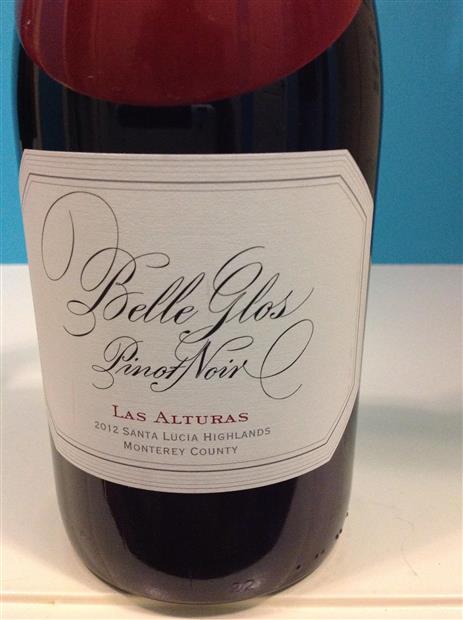 Belle Glos
Pinot Noir
LAS ALTURAS
2012 SANTA LUCIA HIGHLANDS
MONTEREY COUNTY